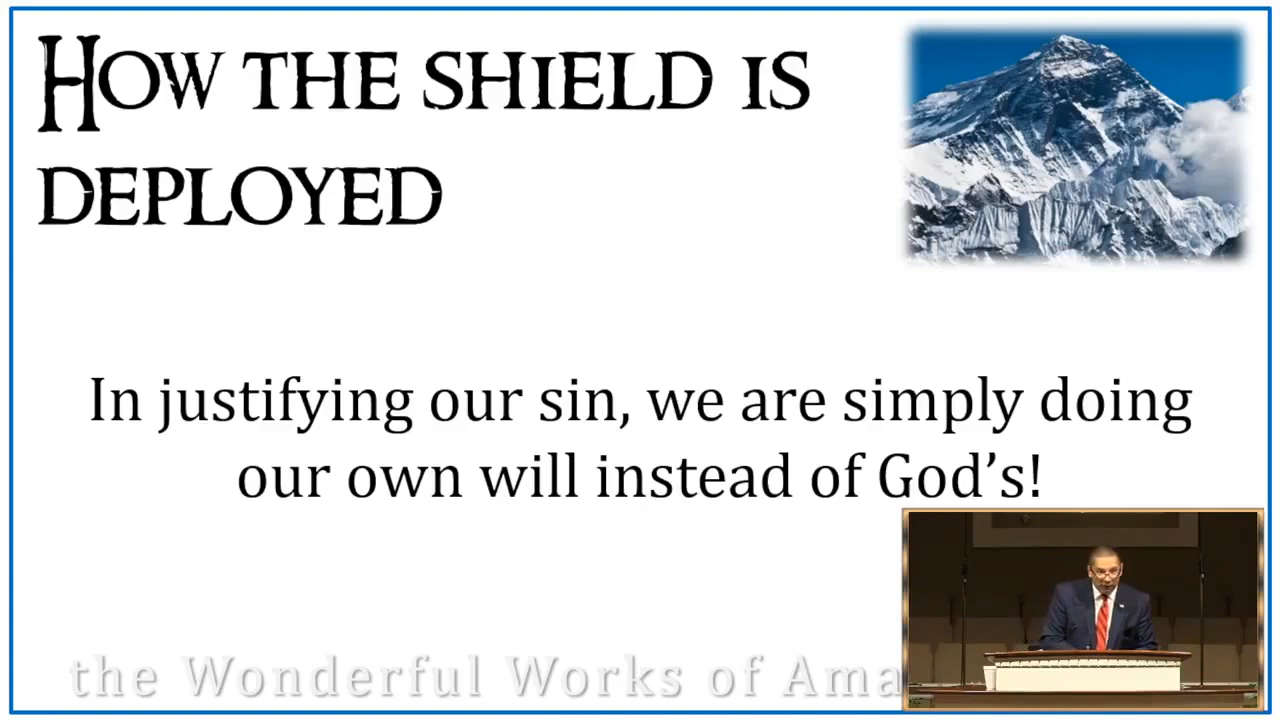 How the shield is
deployed
In justifying our sin, we are simply doing
our own will instead of God’s!
the Wonderful Works of Ama